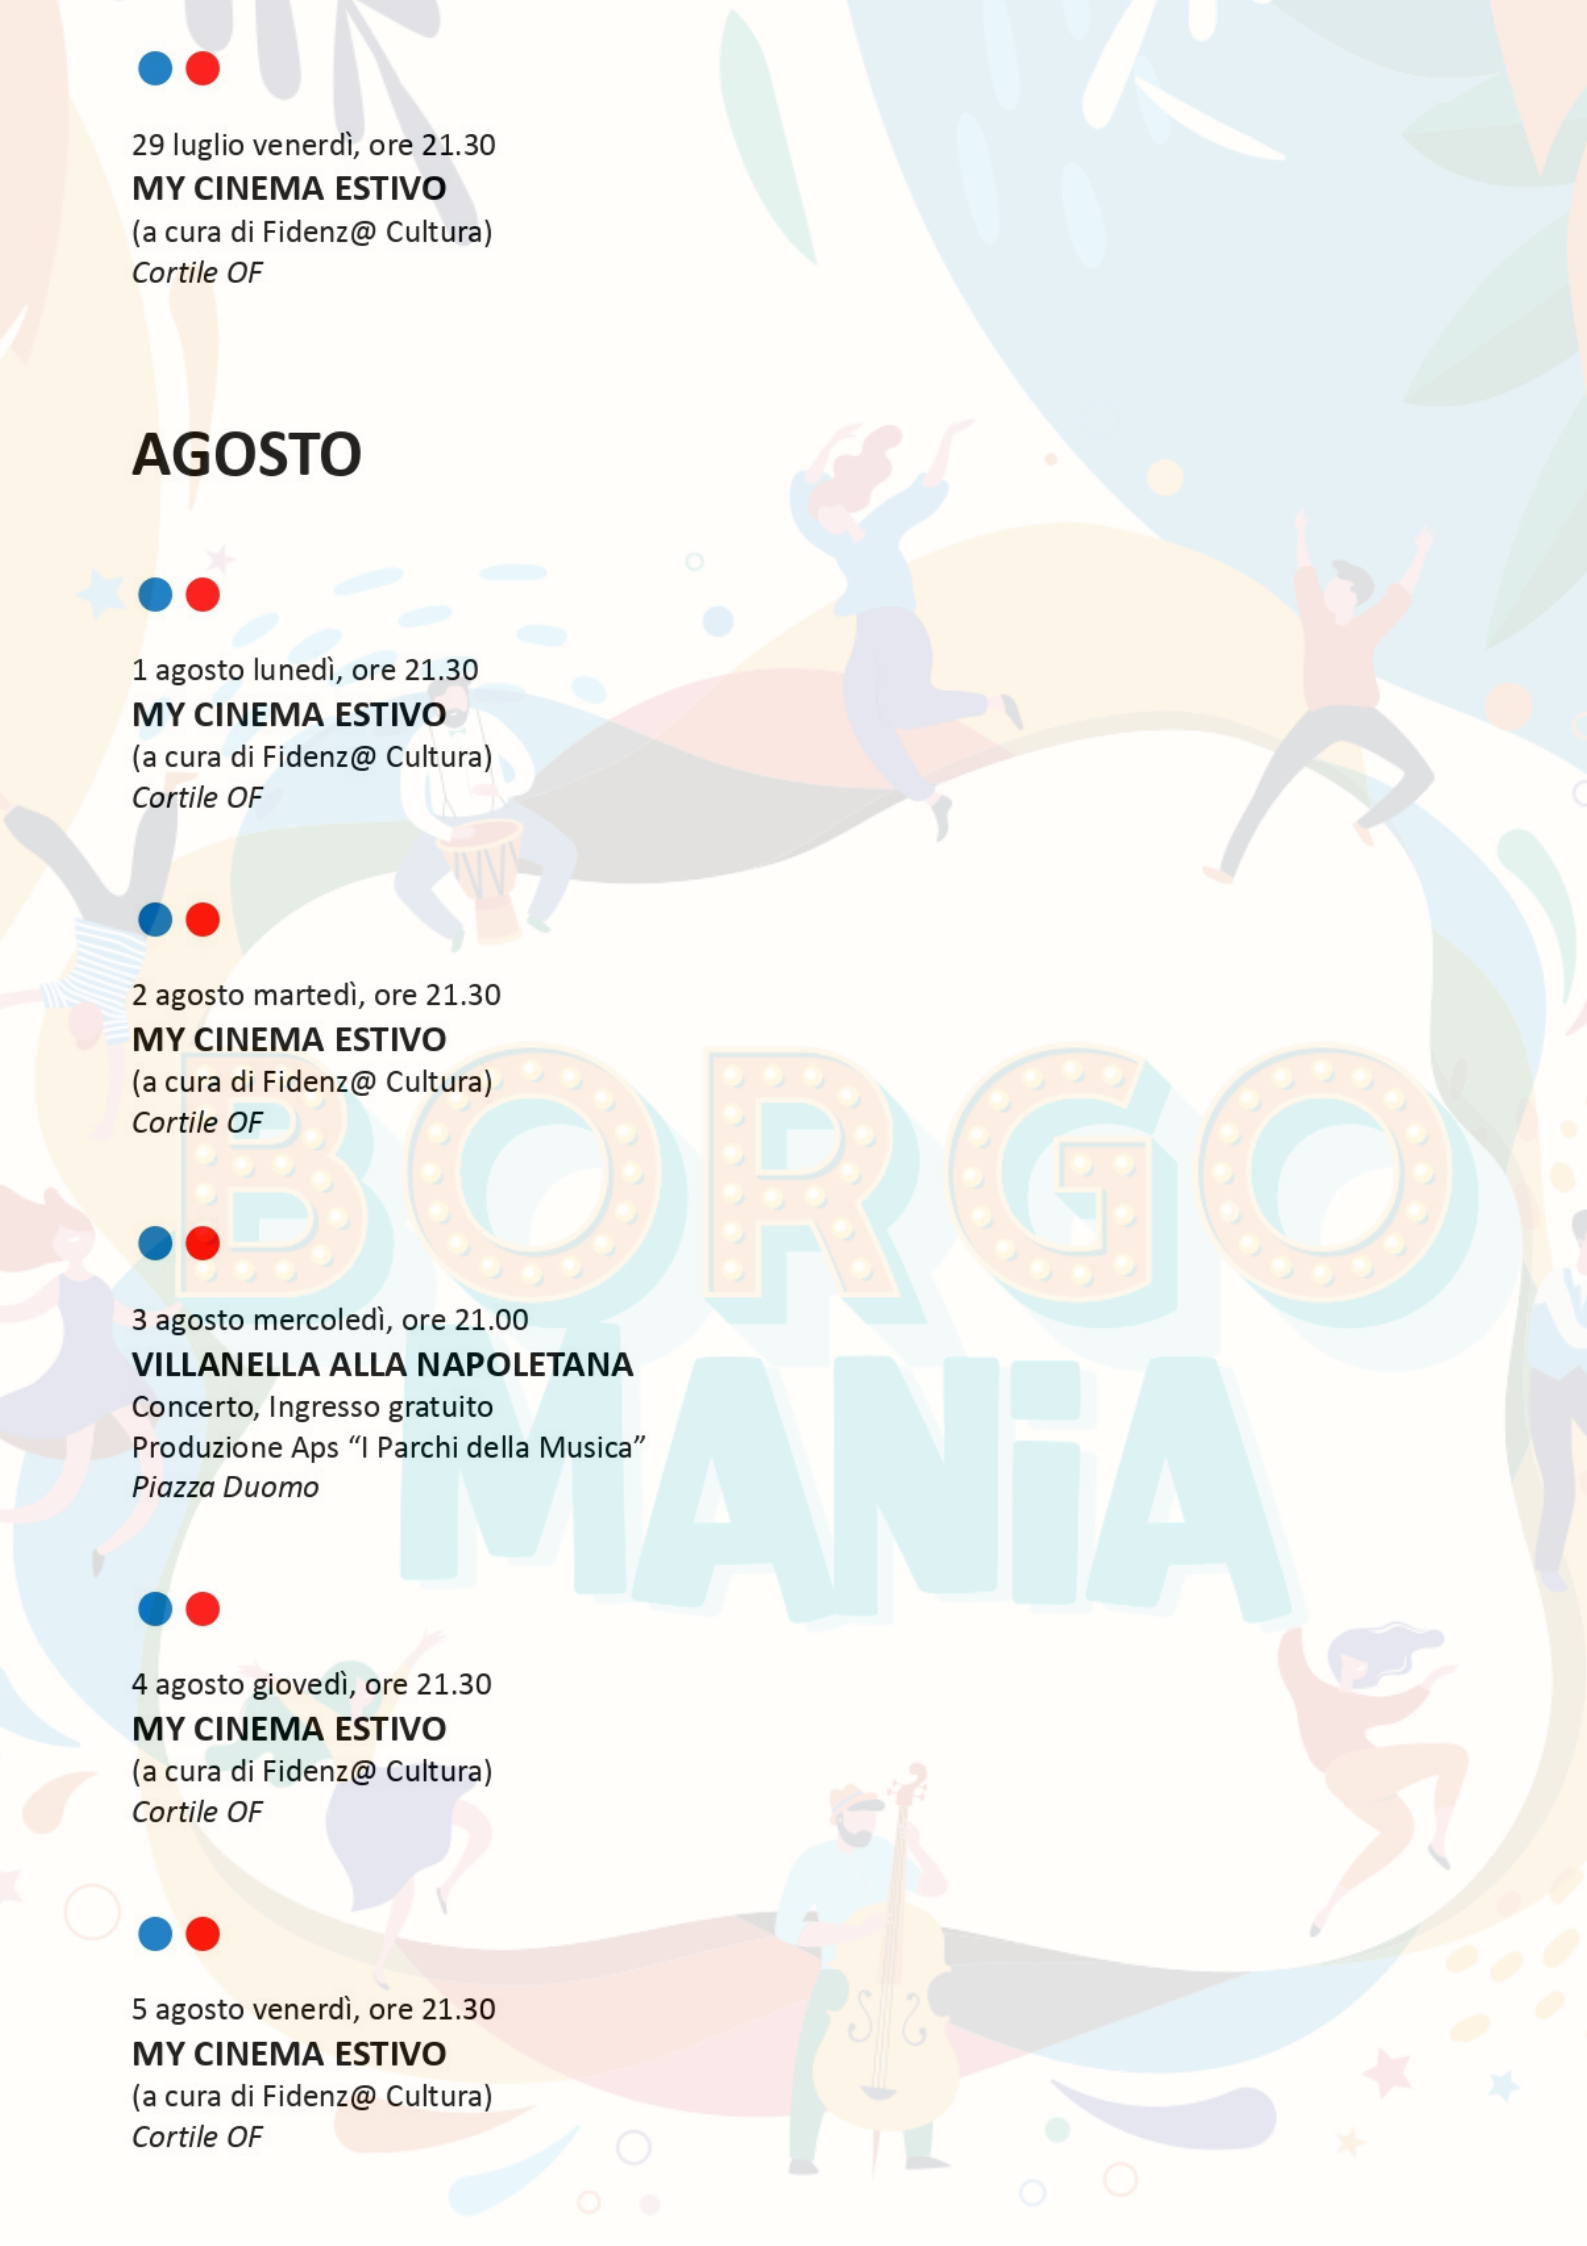 29 luglio venerdì, ore 21.30
MY CINEMA ESTIVO
(a cura di Fidenz@ Cultura)
Cortile OF
AGOSTO
1 agosto lunedì, ore 21.30
MY CINEMA ESTIVO
(a cura di Fidenz@ Cultura)
Cortile OF
2 agosto martedì, ore 21.30
MY CINEMA ESTIVO
(a cura di Fidenz@ Cultura)
Cortile OF
BORGO
MANiA
3 agosto mercoledì, ore 21.00
VILLANELLA ALLA NAPOLETANA
Concerto, Ingresso gratuito
Produzione Aps “I Parchi della Musica”
Piazza Duomo
4 agosto giovedì, ore 21.30
MY CINEMA ESTIVO
(a cura di Fidenz@ Cultura)
Cortile OF
5 agosto venerdì, ore 21.30
MY CINEMA ESTIVO
(a cura di Fidenz@ Cultura)
Cortile OF